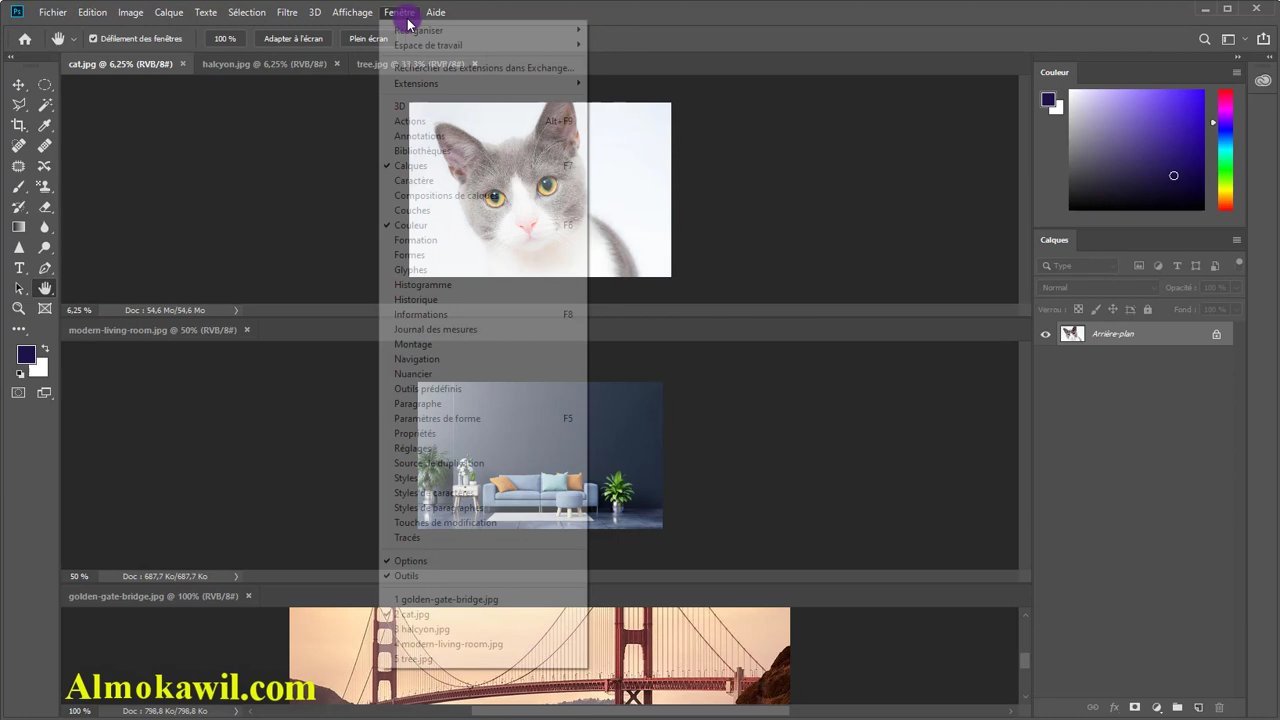 Ps Fichier Edition Image Calque Texte Sélection Filtre 3D Affichage Fenêtre Aide
Défilement des fenêtres 100 % Adapter à l'écran Plein écran
cat.jpg @ 6,25% (RVB/8#) × halcyon.jpg @ 6,25% (RVB/8#) × tree.jpg @ 33,3% (RVB/8#) ×
Réorganiser
Espace de travail
Rechercher des extensions dans Exchange...
Extensions
3D
Actions Alt+F9
Annotations
Bibliothèques
Calques F7
Caractère
Compositions de calques
Couches
Couleur F6
Formation
Formes
Glyphes
Histogramme
Historique
Informations F8
Journal des mesures
Montage
Navigation
Nuancier
Outils prédéfinis
Paragraphe
Paramètres de forme F5
Propriétés
Réglages
Source de duplication
Styles
Styles de caractères
Styles de paragraphes
Touches de modification
Tracés
Options
Outils
1 golden-gate-bridge.jpg
2 cat.jpg
3 halcyon.jpg
4 modern-living-room.jpg
5 tree.jpg
6,25 % Doc : 54,6 Mo/54,6 Mo
modern-living-room.jpg @ 50% (RVB/8#) ×
50 % Doc : 687,7 Ko/687,7 Ko
golden-gate-bridge.jpg @ 100% (RVB/8#) ×
Almokawil.com
100 % Doc : 798,8 Ko/798,8 Ko
Couleur
Calques
Type
Normal Opacité : 100 %
Verrou : Fond : 100 %
Arrière-plan